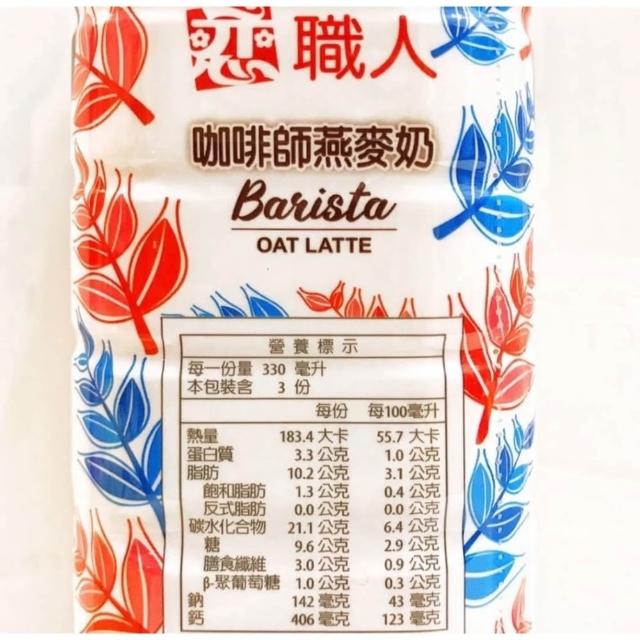 恋 職人
咖啡師燕麥奶
Barista
OAT LATTE
營養標示
每一份量 330 毫升
本包裝含 3 份
每份 每100毫升
熱量 183.4 大卡 55.7 大卡
蛋白質 3.3 公克 1.0 公克
脂肪 10.2 公克 3.1 公克
飽和脂肪 1.3 公克 0.4 公克
反式脂肪 0.0 公克 0.0 公克
碳水化合物 21.1 公克 6.4 公克
糖 9.6 公克 2.9 公克
膳食纖維 3.0 公克 0.9 公克
β-聚葡萄糖 1.0 公克 0.3 公克
鈉 142 毫克 43 毫克
鈣 406 毫克 123 毫克